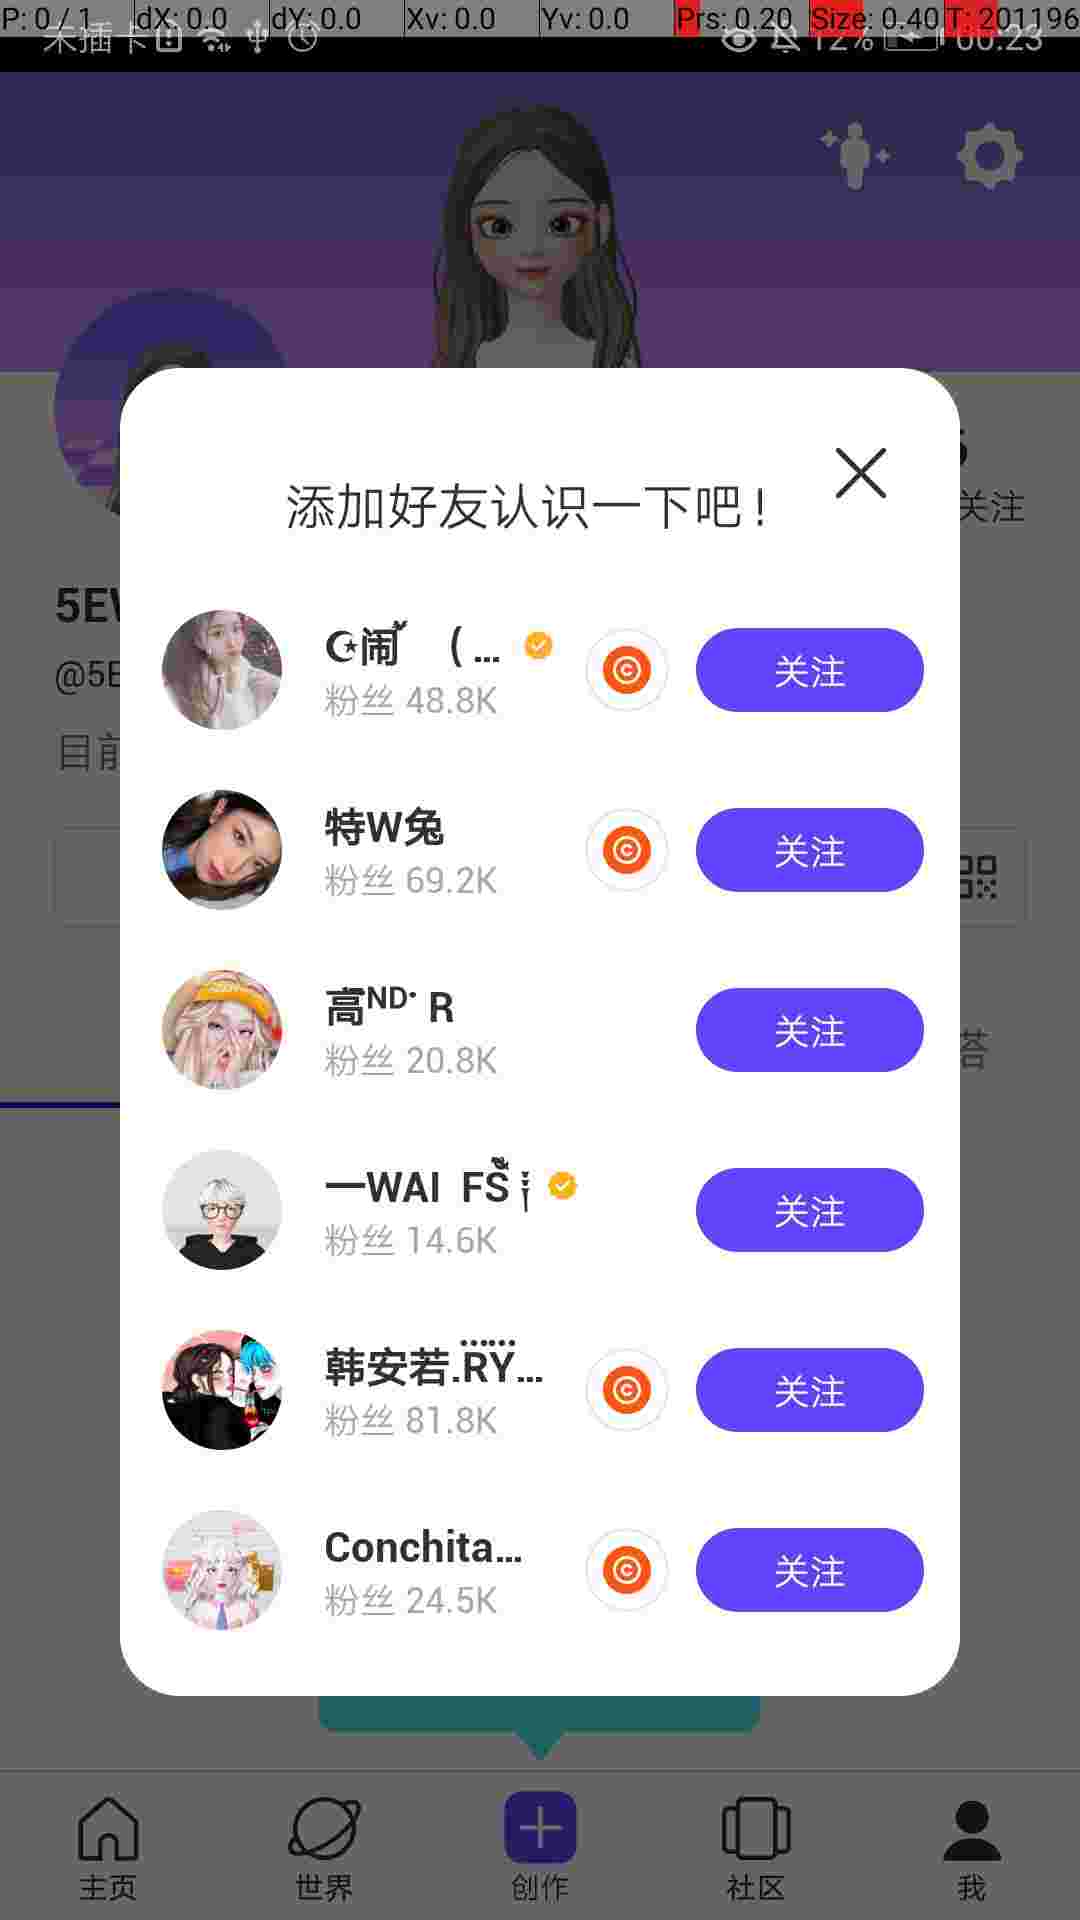 P: 0 / 1 dX: 0.0 dY: 0.0 Xv: 0.0 Yv: 0.0 Prs: 0.20 Size: 0.40 T: 201196
未插卡 12% 00:23
关注
添加好友认识一下吧!
5EW
@5E
目前
☪闹 ( ...
粉丝 48.8K
关注
特W兔
粉丝 69.2K
关注
高ᴺᴰ· R
粉丝 20.8K
关注
一WAI FS
粉丝 14.6K
关注
韩安若.RY...
粉丝 81.8K
关注
Conchita...
粉丝 24.5K
关注
主页 世界 创作 社区 我